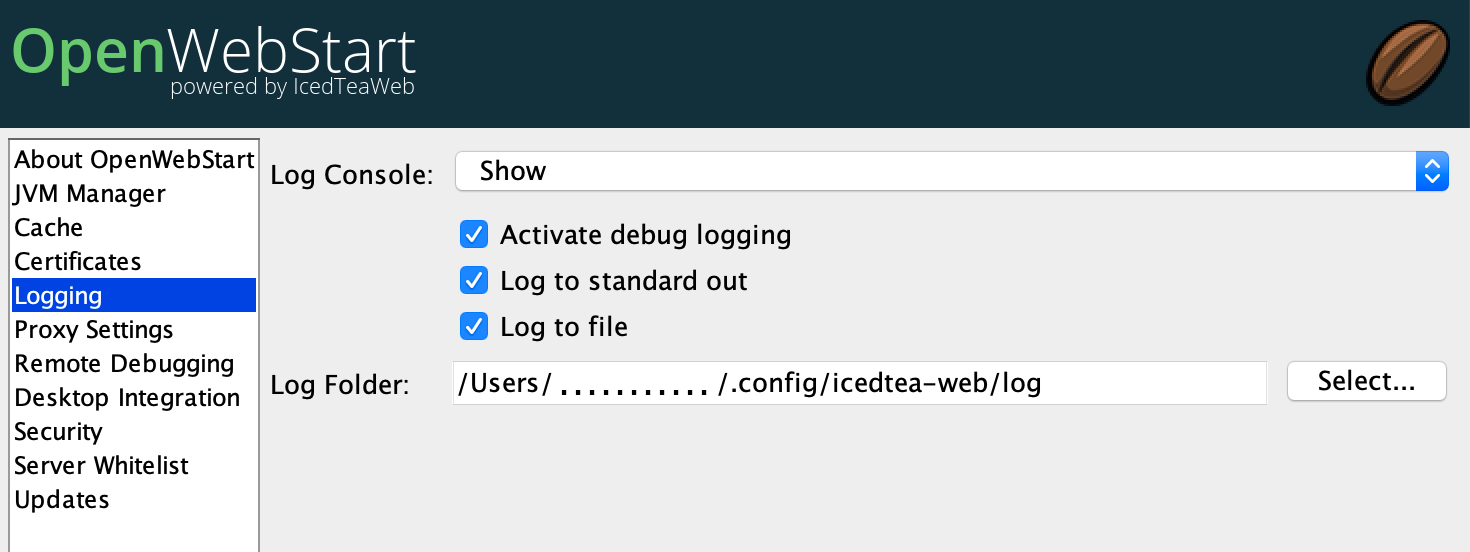 OpenWebStart
powered by IcedTeaWeb
About OpenWebStart
JVM Manager
Cache
Certificates
Logging
Proxy Settings
Remote Debugging
Desktop Integration
Security
Server Whitelist
Updates
Log Console: Show
Activate debug logging
Log to standard out
Log to file
Log Folder: /Users/ ........... /.config/icedtea-web/log Select...